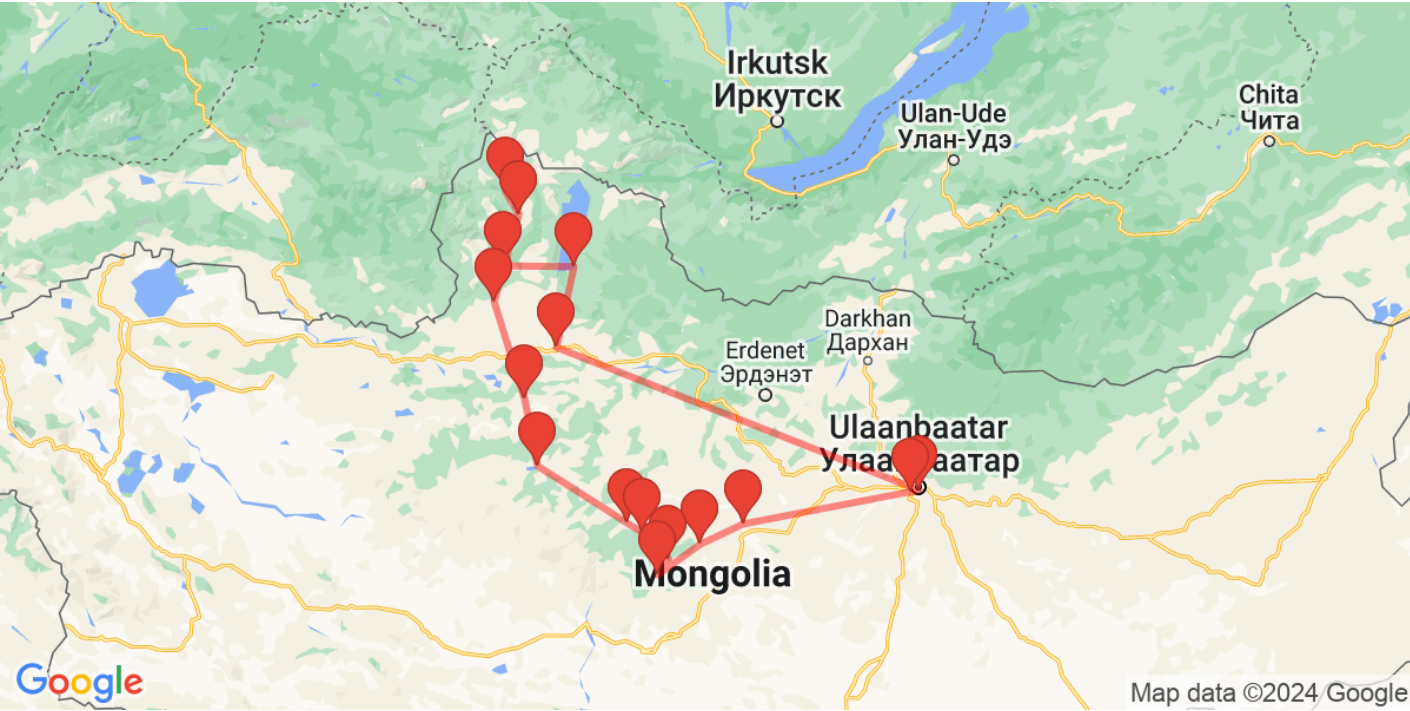 Irkutsk
Иркутск
Ulan-Ude
Улан-Удэ
Chita
Чита
Darkhan
Дархан
Erdenet
Эрдэнэт
Ulaanbaatar
Mongolia
Google
Map data ©2024 Google